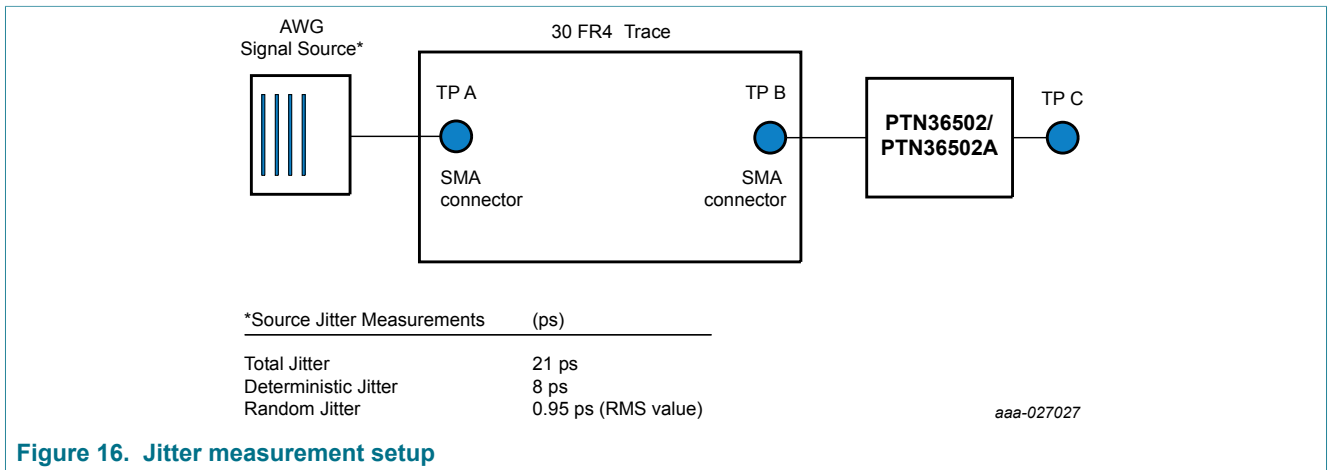 AWG
Signal Source*
30 FR4 Trace
TP A
TP B
TP C
PTN36502/
PTN36502A
SMA
connector
SMA
connector
*Source Jitter Measurements (ps)
Total Jitter 21 ps
Deterministic Jitter 8 ps
Random Jitter 0.95 ps (RMS value)
aaa-027027
Figure 16. Jitter measurement setup